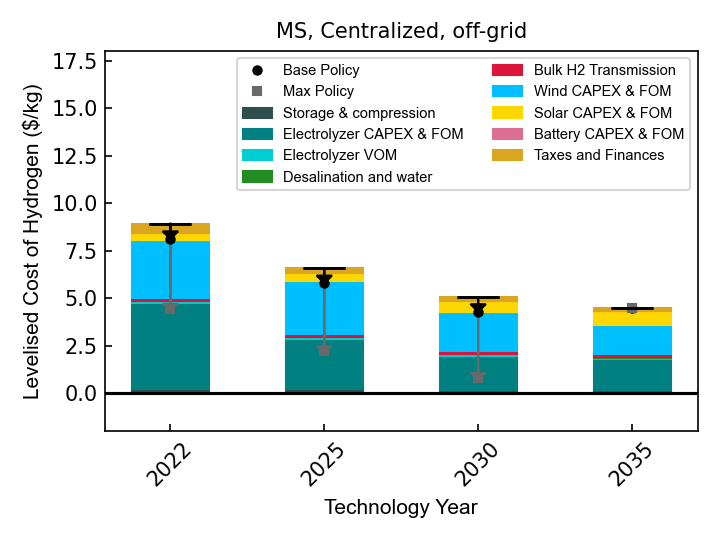 MS, Centralized, off-grid
Levelised Cost of Hydrogen ($/kg)
17.5
15.0
12.5
10.0
7.5
5.0
2.5
0.0
Base Policy
Max Policy
Storage & compression
Electrolyzer CAPEX & FOM
Electrolyzer VOM
Desalination and water
Bulk H2 Transmission
Wind CAPEX & FOM
Solar CAPEX & FOM
Battery CAPEX & FOM
Taxes and Finances
2022
2025
2030
2035
Technology Year